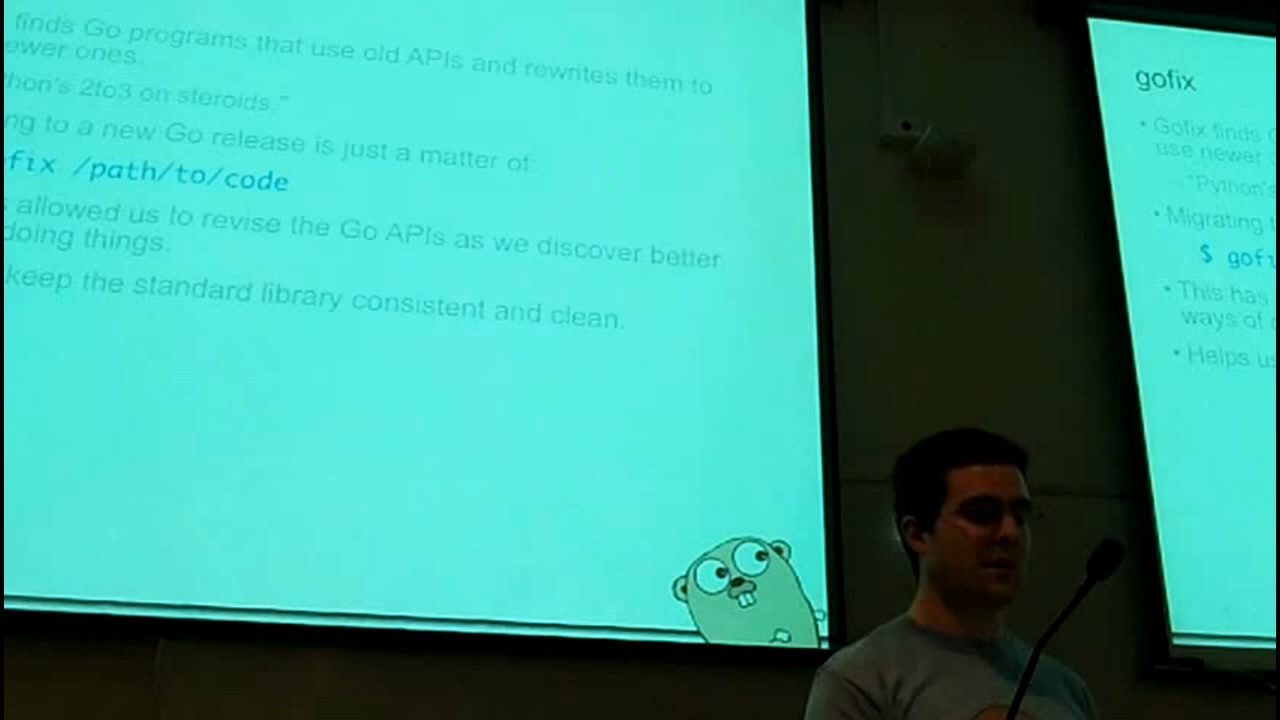 finds Go programs that use old APIs and rewrites them to
ewer ones.
hon's 2to3 on steroids."
ng to a new Go release is just a matter of:
fix /path/to/code
allowed us to revise the Go APIs as we discover better
doing things.
keep the standard library consistent and clean.
gofix
• Gofix finds
use newer
"Python's
• Migrating
$ gofi
• This has
ways of
• Helps us